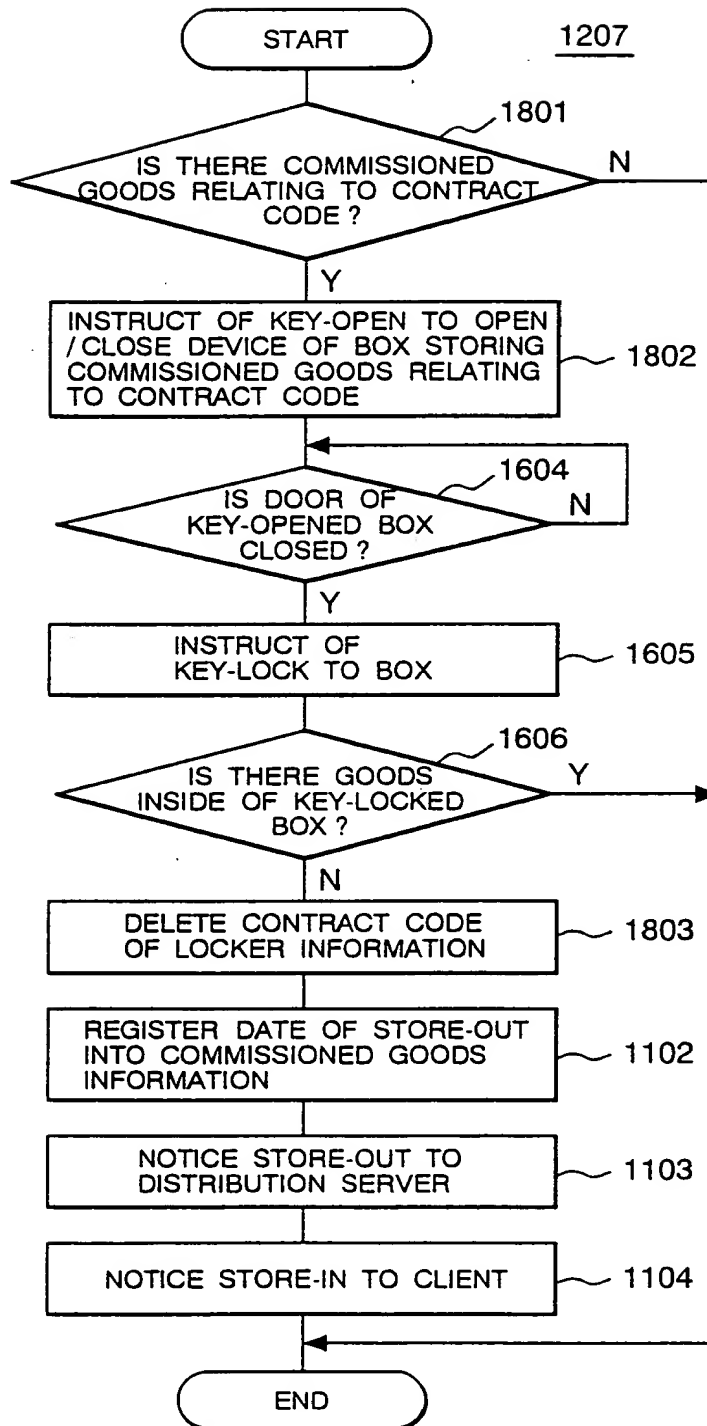 START
1207
1801
IS THERE COMMISSIONED
GOODS RELATING TO CONTRACT
CODE ?
N
Y
INSTRUCT OF KEY-OPEN TO OPEN
/CLOSE DEVICE OF BOX STORING
COMMISSIONED GOODS RELATING
TO CONTRACT CODE
1802
1604
IS DOOR OF
KEY-OPENED BOX
CLOSED ?
N
Y
INSTRUCT OF
KEY-LOCK TO BOX
1605
1606
IS THERE GOODS
INSIDE OF KEY-LOCKED
BOX ?
Y
N
DELETE CONTRACT CODE
OF LOCKER INFORMATION
1803
REGISTER DATE OF STORE-OUT
INTO COMMISSIONED GOODS
INFORMATION
1102
NOTICE STORE-OUT TO
DISTRIBUTION SERVER
1103
NOTICE STORE-IN TO CLIENT
1104
END